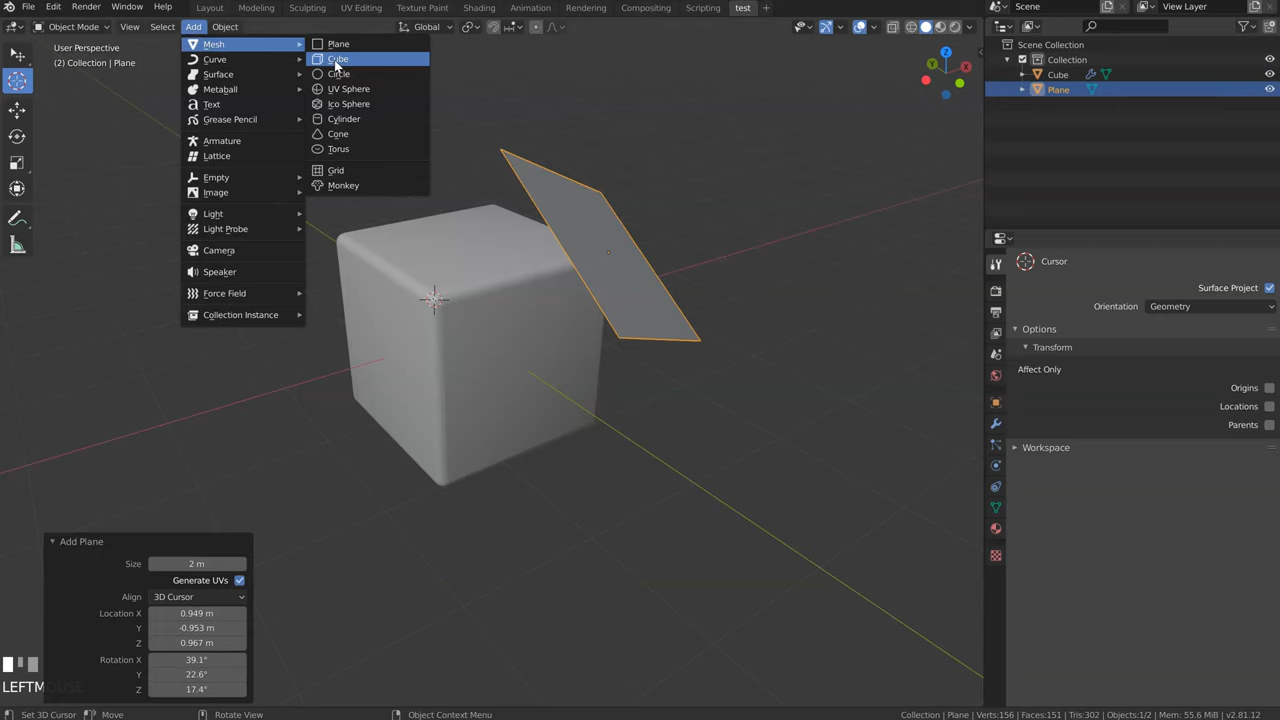 File Edit Render Window Help Layout Modeling Sculpting UV Editing Texture Paint Shading Animation Rendering Compositing Scripting test Scene View Layer
Object Mode View Select Add Object Global
User Perspective
(2) Collection | Plane
Mesh
Curve
Surface
Metaball
Text
Grease Pencil
Armature
Lattice
Empty
Image
Light
Light Probe
Camera
Speaker
Force Field
Collection Instance
Plane
Cube
Circle
UV Sphere
Ico Sphere
Cylinder
Cone
Torus
Grid
Monkey
Z
Y
X
Scene Collection
Collection
Cube
Plane
Cursor
Surface Project
Orientation Geometry
Options
Transform
Affect Only
Origins
Locations
Parents
Workspace
Add Plane
Size 2 m
Generate UVs
Align 3D Cursor
Location X 0.949 m
Y -0.953 m
Z 0.967 m
Rotation X 39.1°
Y 22.6°
Z 17.4°
LEFTMOUSE
Set 3D Cursor Move Rotate View Object Context Menu Collection | Plane | Verts:156 | Faces:151 | Tris:302 | Objects:1/2 | Mem: 55.6 MiB | v2.81.12